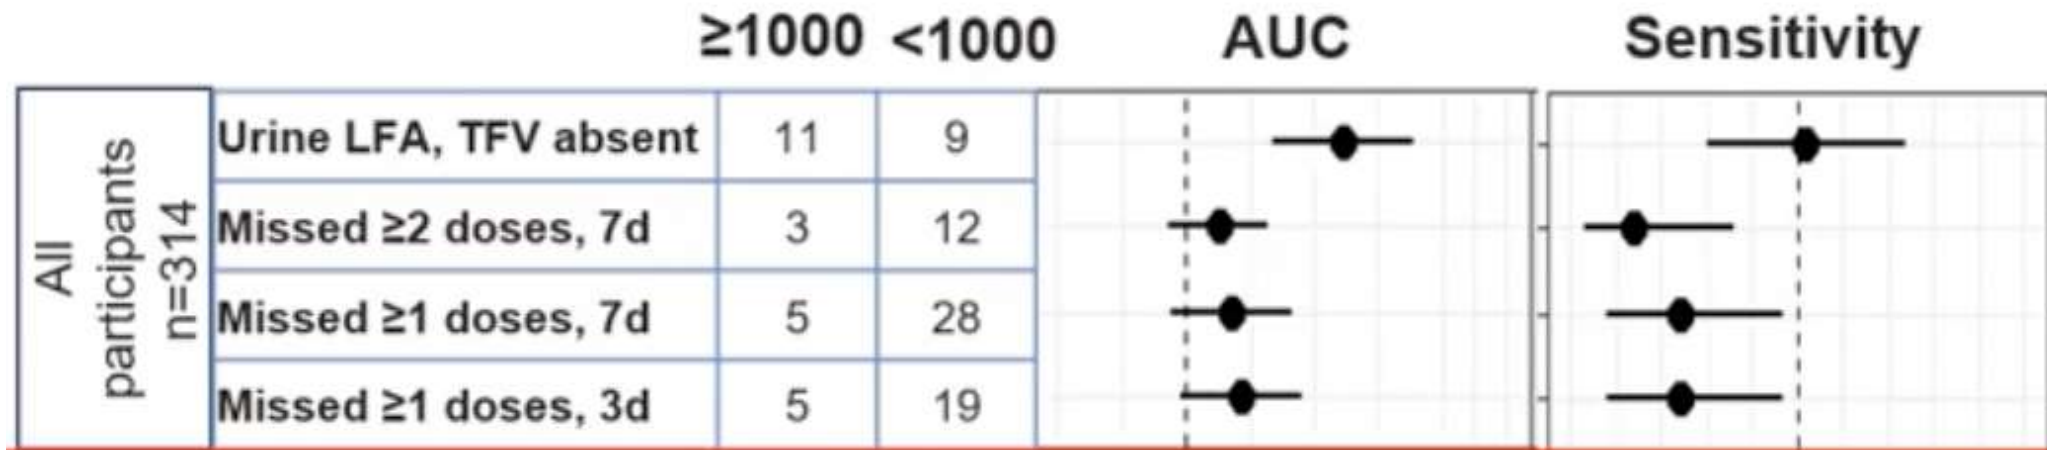 ≥1000 <1000 AUC Sensitivity
All
participants
n=314
Urine LFA, TFV absent 11 9
Missed ≥2 doses, 7d 3 12
Missed ≥1 doses, 7d 5 28
Missed ≥1 doses, 3d 5 19